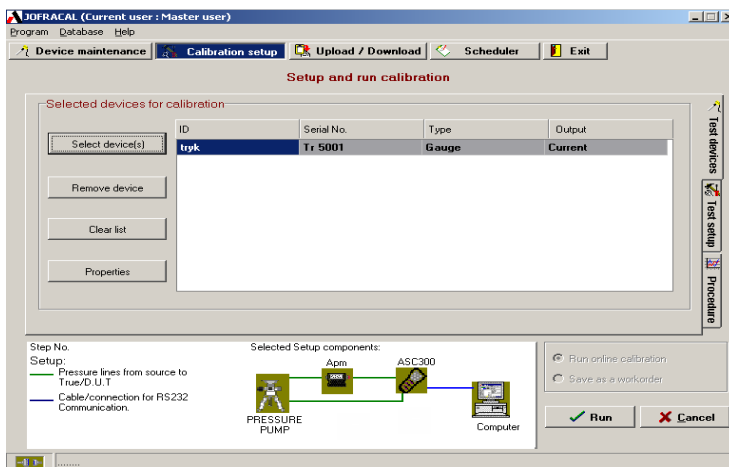 JOFRACAL (Current user : Master user)
Program Database Help
Device maintenance Calibration setup Upload / Download Scheduler Exit
Setup and run calibration
Selected devices for calibration
ID Serial No. Type Output
tryk Tr 5001 Gauge Current
Select device(s)
Remove device
Clear list
Properties
Test devices
Test setup
Procedure
Step No.
Setup:
Pressure lines from source to
True/D.U.T
Cable/connection for RS
232
Communication.
Selected Setup components:
Apm
ASC300
PRESSURE
PUMP
Computer
Run online calibration
Save as a workorder
Run
Cancel
........